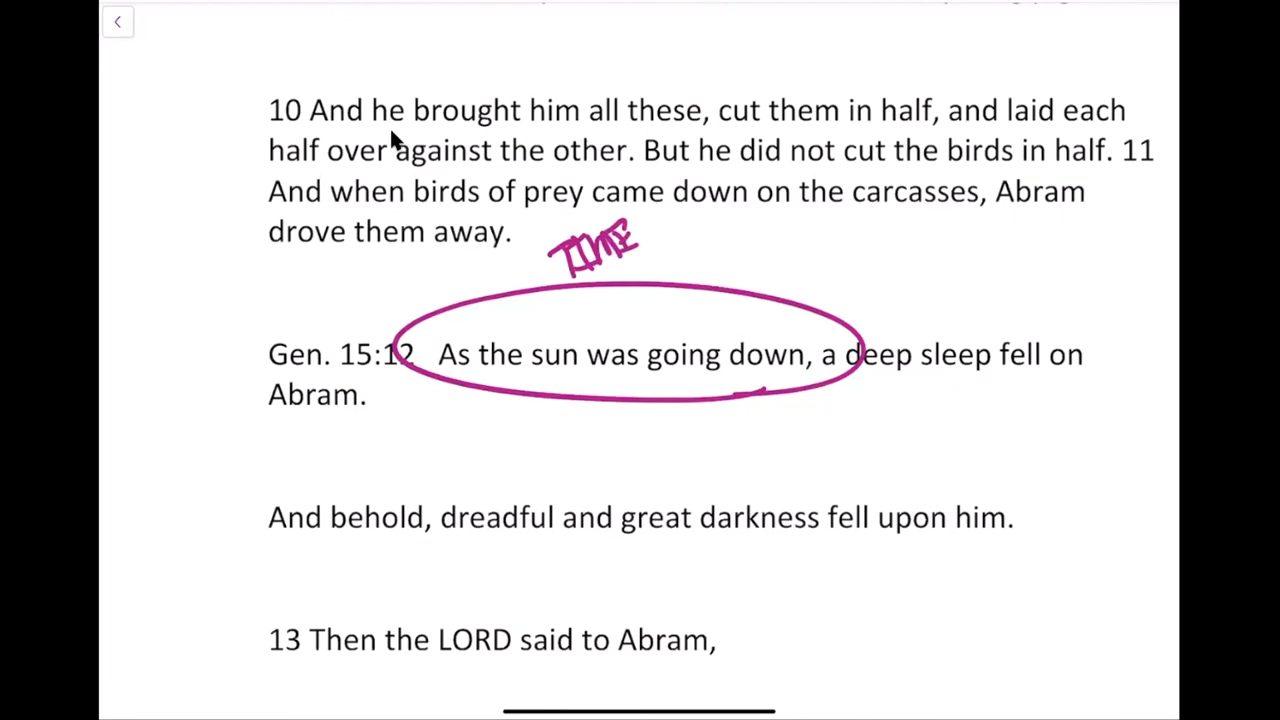 10 And he brought him all these, cut them in half, and laid each
half over against the other. But he did not cut the birds in half. 11
And when birds of prey came down on the carcasses, Abram
drove them away.
TIME
Gen. 15:12 As the sun was going down, a deep sleep fell on
Abram.
And behold, dreadful and great darkness fell upon him.
13 Then the LORD said to Abram,